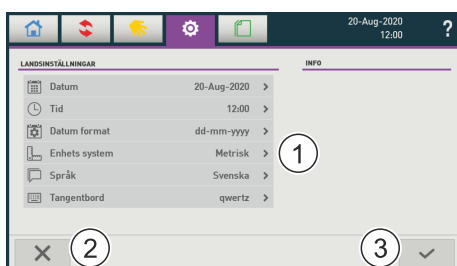 20-Aug-2020
12:00
?
LANDSINSTÄLLNINGAR
INFO
Datum 20-Aug-2020 >
Tid 12:00 >
Datum format dd-mm-yyyy >
Enhets system Metrisk >
Språk Svenska >
Tangentbord qwertz >
1
2
3